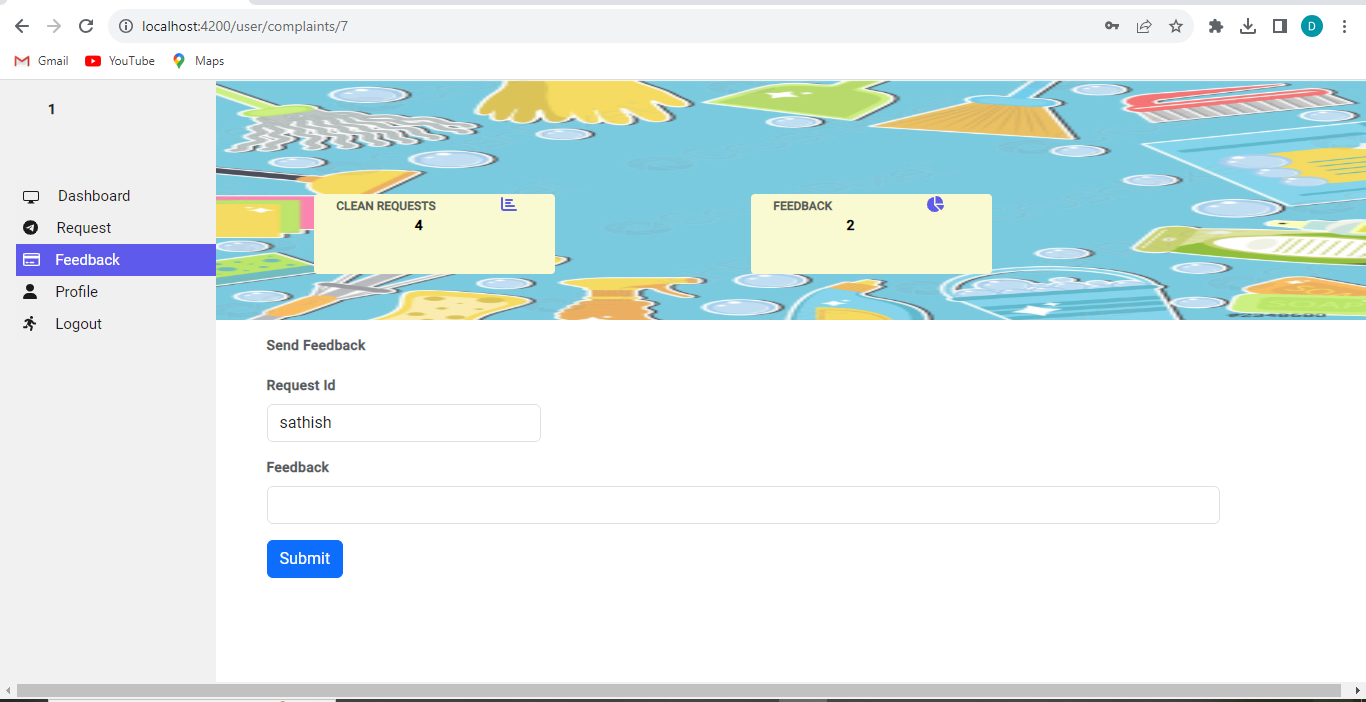 localhost:4200/user/complaints/7
D
Gmail
YouTube
Maps
1
Dashboard
Request
Feedback
Profile
Logout
CLEAN REQUESTS
4
FEEDBACK
2
Send Feedback
Request Id
sathish
Feedback
Submit